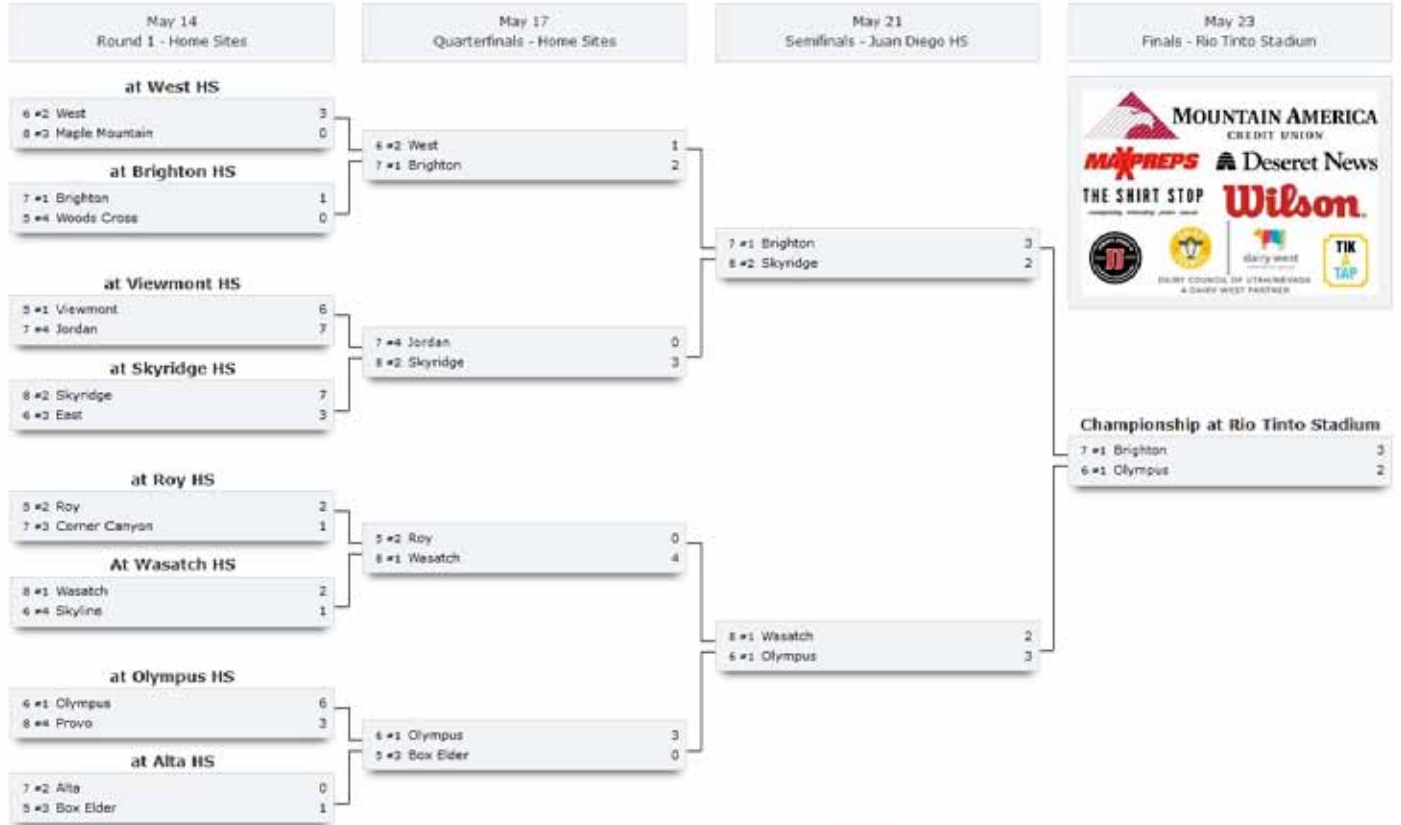 May 14
Round 1 - Home Sites
May 17
Quarterfinals - Home Sites
May 21
Semifinals - Juan Diego HS
May 23
Finals - Rio Tinto Stadium
at West HS
6 #2 West 3
8 #3 Maple Mountain 0
at Brighton HS
7 #1 Brighton 1
5 #4 Woods Cross 0
at Viewmont HS
5 #1 Viewmont 6
7 #4 Jordan 7
at Skyridge HS
8 #2 Skyridge 7
6 #3 East 3
at Roy HS
5 #2 Roy 2
7 #3 Corner Canyon 1
At Wasatch HS
8 #1 Wasatch 2
6 #4 Skyline 1
at Olympus HS
6 #1 Olympus 6
8 #4 Provo 3
at Alta HS
7 #2 Alta 0
5 #3 Box Elder 1
6 #2 West 1
7 #1 Brighton 2
7 #4 Jordan 0
8 #2 Skyridge 3
5 #2 Roy 0
8 #1 Wasatch 4
6 #1 Olympus 3
5 #3 Box Elder 0
7 #1 Brighton 3
8 #2 Skyridge 2
8 #1 Wasatch 2
6 #1 Olympus 3
MOUNTAIN AMERICA
CREDIT UNION
MAXPREPS Deseret News
THE SHIRT STOP Wilson.
dairy west
TIK
TAP
DAIRY COUNCIL OF UTAH/NEVADA
A DAIRY WEST PARTNER
Championship at Rio Tinto Stadium
7 #1 Brighton 3
6 #1 Olympus 2